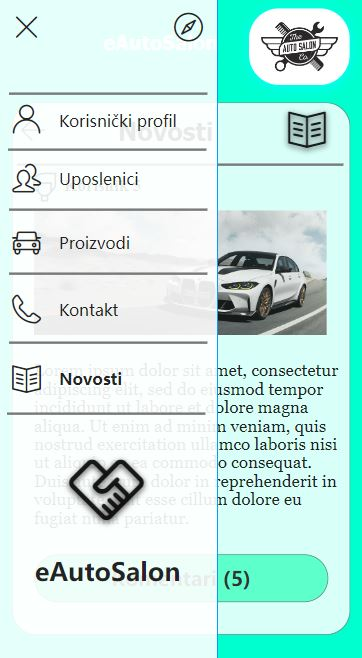 eAutoSalon
The
AUTO SALON
Co.
Korisnički profil
Novosti
Uposlenici
Proizvodi
Kontakt
Novosti
Lorem ipsum dolor sit amet, consectetur
adipiscing elit, sed do eiusmod tempor
incididunt ut labore et dolore magna
aliqua. Ut enim ad minim veniam, quis
nostrud exercitation ullamco laboris nisi
ut aliquip ex ea commodo consequat.
Duis aute irure dolor in reprehenderit in
voluptate velit esse cillum dolore eu
fugiat nulla pariatur.
Komentari (5)
eAutoSalon